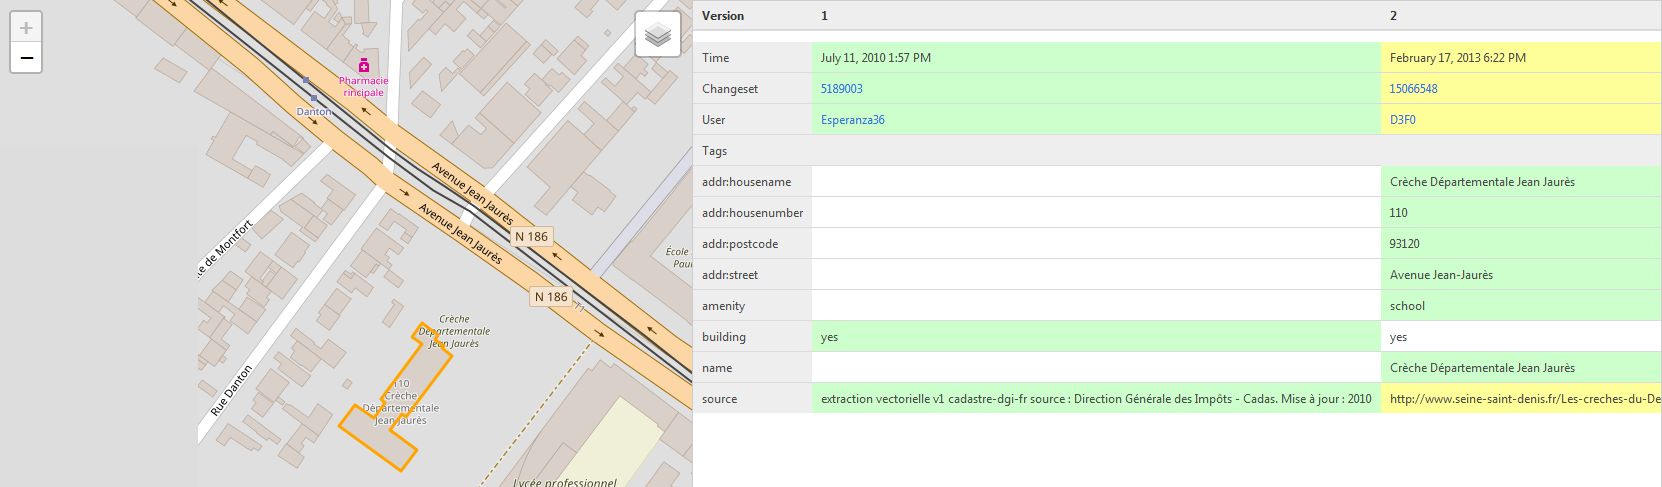 +
−
Pharmacie
rincipale
Danton
Avenue Jean Jaurès
Avenue Jean Jaurès
N 186
N 186
T1
te de Montfort
École
Pau
Crèche
Départementale
Jean Jaurès
110
Crèche
Départementale
Jean Jaurès
Rue Danton
Lycée professionnel
Version 1 2
Time July 11, 2010 1:57 PM February 17, 2013 6:22 PM
Changeset 5189003 15066548
User Esperanza36 D3F0
Tags
addr:housename Crèche Départementale Jean Jaurès
addr:housenumber 110
addr:postcode 93120
addr:street Avenue Jean-Jaurès
amenity school
building yes yes
name Crèche Départementale Jean Jaurès
source extraction vectorielle v1 cadastre-dgi-fr source : Direction Générale des Impôts - Cadas. Mise à jour : 2010 http://www.seine-saint-denis.fr/Les-creches-du-De